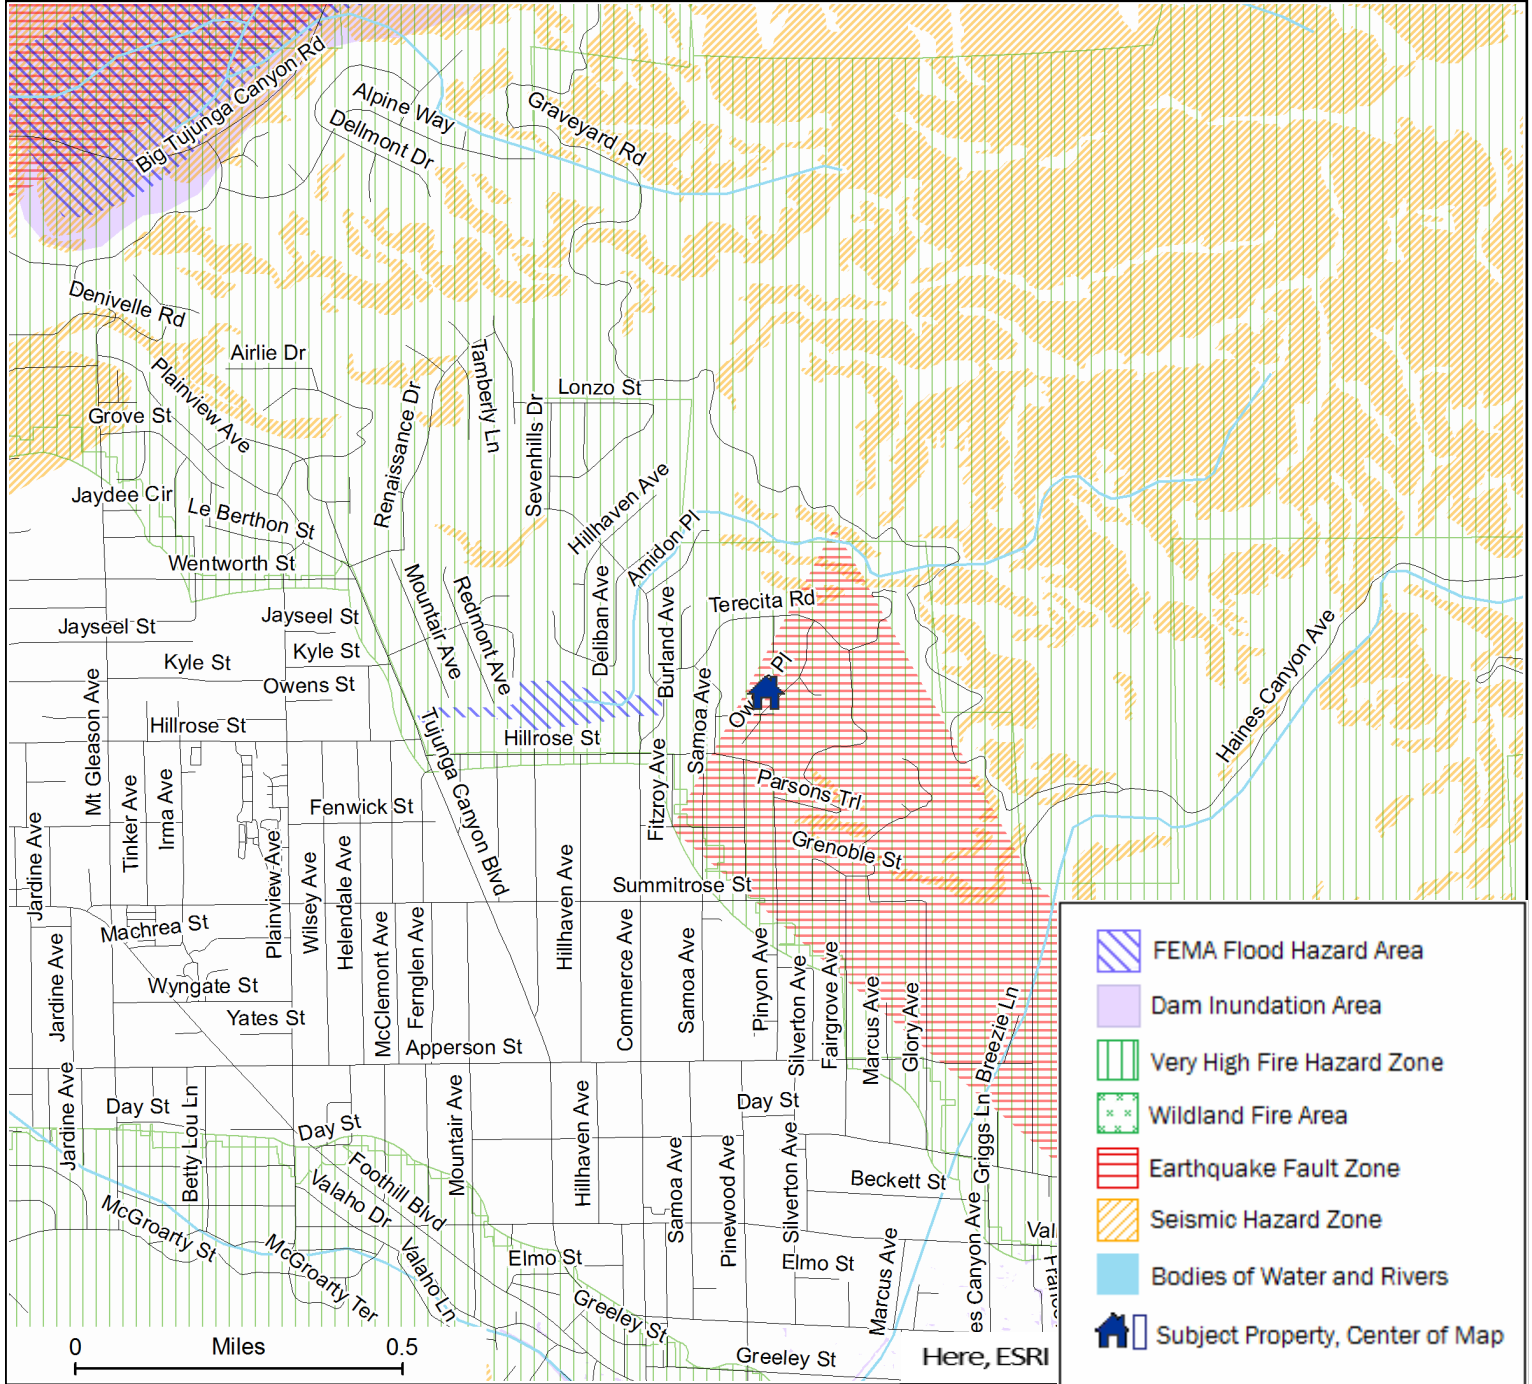 Big Tujunga Canyon Rd
Alpine Way
Dellmont Dr
Graveyard Rd
Denivelle Rd
Airlie Dr
Plainview Ave
Grove St
Renaissance Dr
Tamberly Ln
Lonzo St
Sevenhills Dr
Jaydee Cir
Le Berthon St
Hillhaven Ave
Amidon Pl
Wentworth St
Mountair Ave
Redmont Ave
Deliban Ave
Burland Ave
Terecita Rd
Jayseel St
Jayseel St
Kyle St
Kyle St
Owens St
Hillrose St
Hillrose St
Mt Gleason Ave
Samoa Ave
Ow
Pl
Haines Canyon Ave
Tujunga Canyon Blvd
Fitzroy Ave
Parsons Trl
Fenwick St
Tinker Ave
Irma Ave
Jardine Ave
Plainview Ave
Wilsey Ave
Helendale Ave
Grenoble St
Summitrose St
Hillhaven Ave
Machrea St
McClemont Ave
Fernglen Ave
Commerce Ave
Samoa Ave
Pinyon Ave
Silverton Ave
Fairgrove Ave
Marcus Ave
Glory Ave
Breezie Ln
Jardine Ave
Wyngate St
Yates St
Apperson St
Jardine Ave
Day St
Betty Lou Ln
Day St
Mountair Ave
Hillhaven Ave
Day St
Samoa Ave
Pinewood Ave
Silverton Ave
Griggs Ln
Beckett St
Foothill Blvd
Valaho Dr
McGroarty St
McGroarty Ter
Valaho Ln
Elmo St
Elmo St
Marcus Ave
es Canyon Ave
Val
Greeley St
Greeley St
0 Miles 0.5
Here, ESRI
FEMA Flood Hazard Area
Dam Inundation Area
Very High Fire Hazard Zone
Wildland Fire Area
Earthquake Fault Zone
Seismic Hazard Zone
Bodies of Water and Rivers
Subject Property, Center of Map